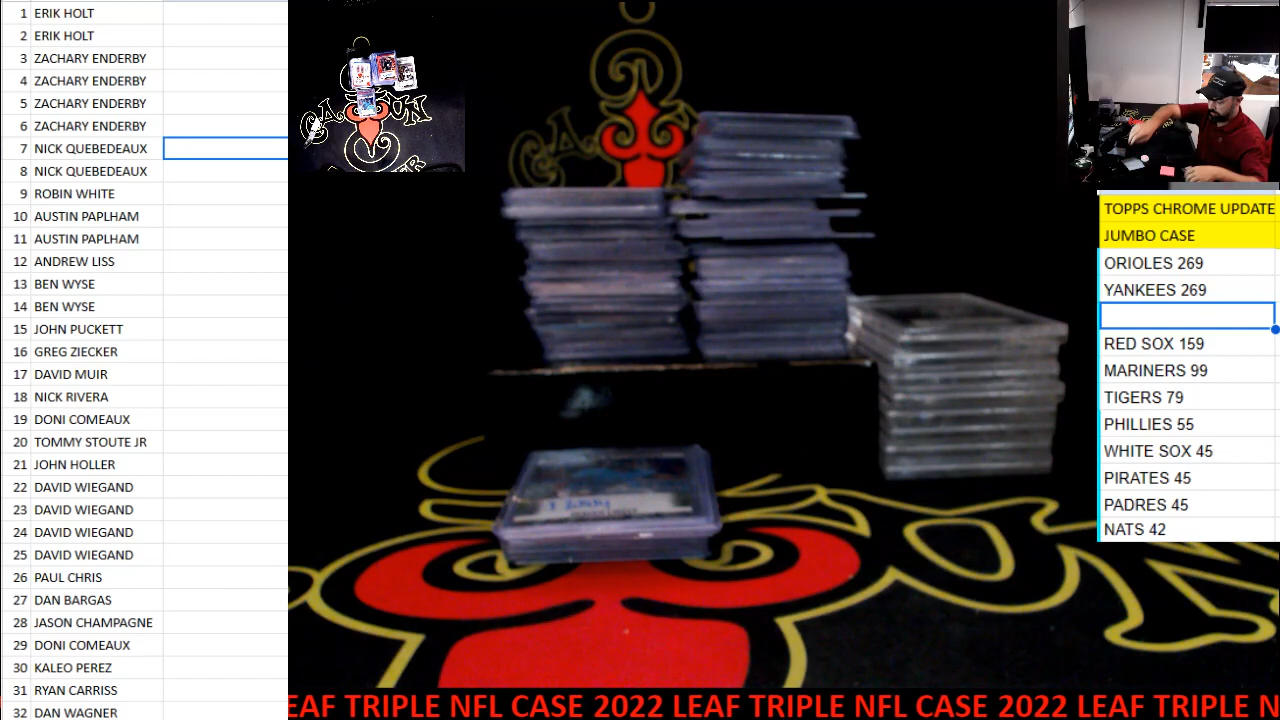 1 ERIK HOLT
2 ERIK HOLT
3 ZACHARY ENDERBY
4 ZACHARY ENDERBY
5 ZACHARY ENDERBY
6 ZACHARY ENDERBY
7 NICK QUEBEDEAUX
8 NICK QUEBEDEAUX
9 ROBIN WHITE
10 AUSTIN PAPLHAM
11 AUSTIN PAPLHAM
12 ANDREW LISS
13 BEN WYSE
14 BEN WYSE
15 JOHN PUCKETT
16 GREG ZIECKER
17 DAVID MUIR
18 NICK RIVERA
19 DONI COMEAUX
20 TOMMY STOUTE JR
21 JOHN HOLLER
22 DAVID WIEGAND
23 DAVID WIEGAND
24 DAVID WIEGAND
25 DAVID WIEGAND
26 PAUL CHRIS
27 DAN BARGAS
28 JASON CHAMPAGNE
29 DONI COMEAUX
30 KALEO PEREZ
31 RYAN CARRISS
32 DAN WAGNER
TOPPS CHROME UPDATE
JUMBO CASE
ORIOLES 269
YANKEES 269
RED SOX 159
MARINERS 99
TIGERS 79
PHILLIES 55
WHITE SOX 45
PIRATES 45
PADRES 45
NATS 42
EAF TRIPLE NFL CASE 2022 LEAF TRIPLE NFL CASE 2022 LEAF TRIPLE N